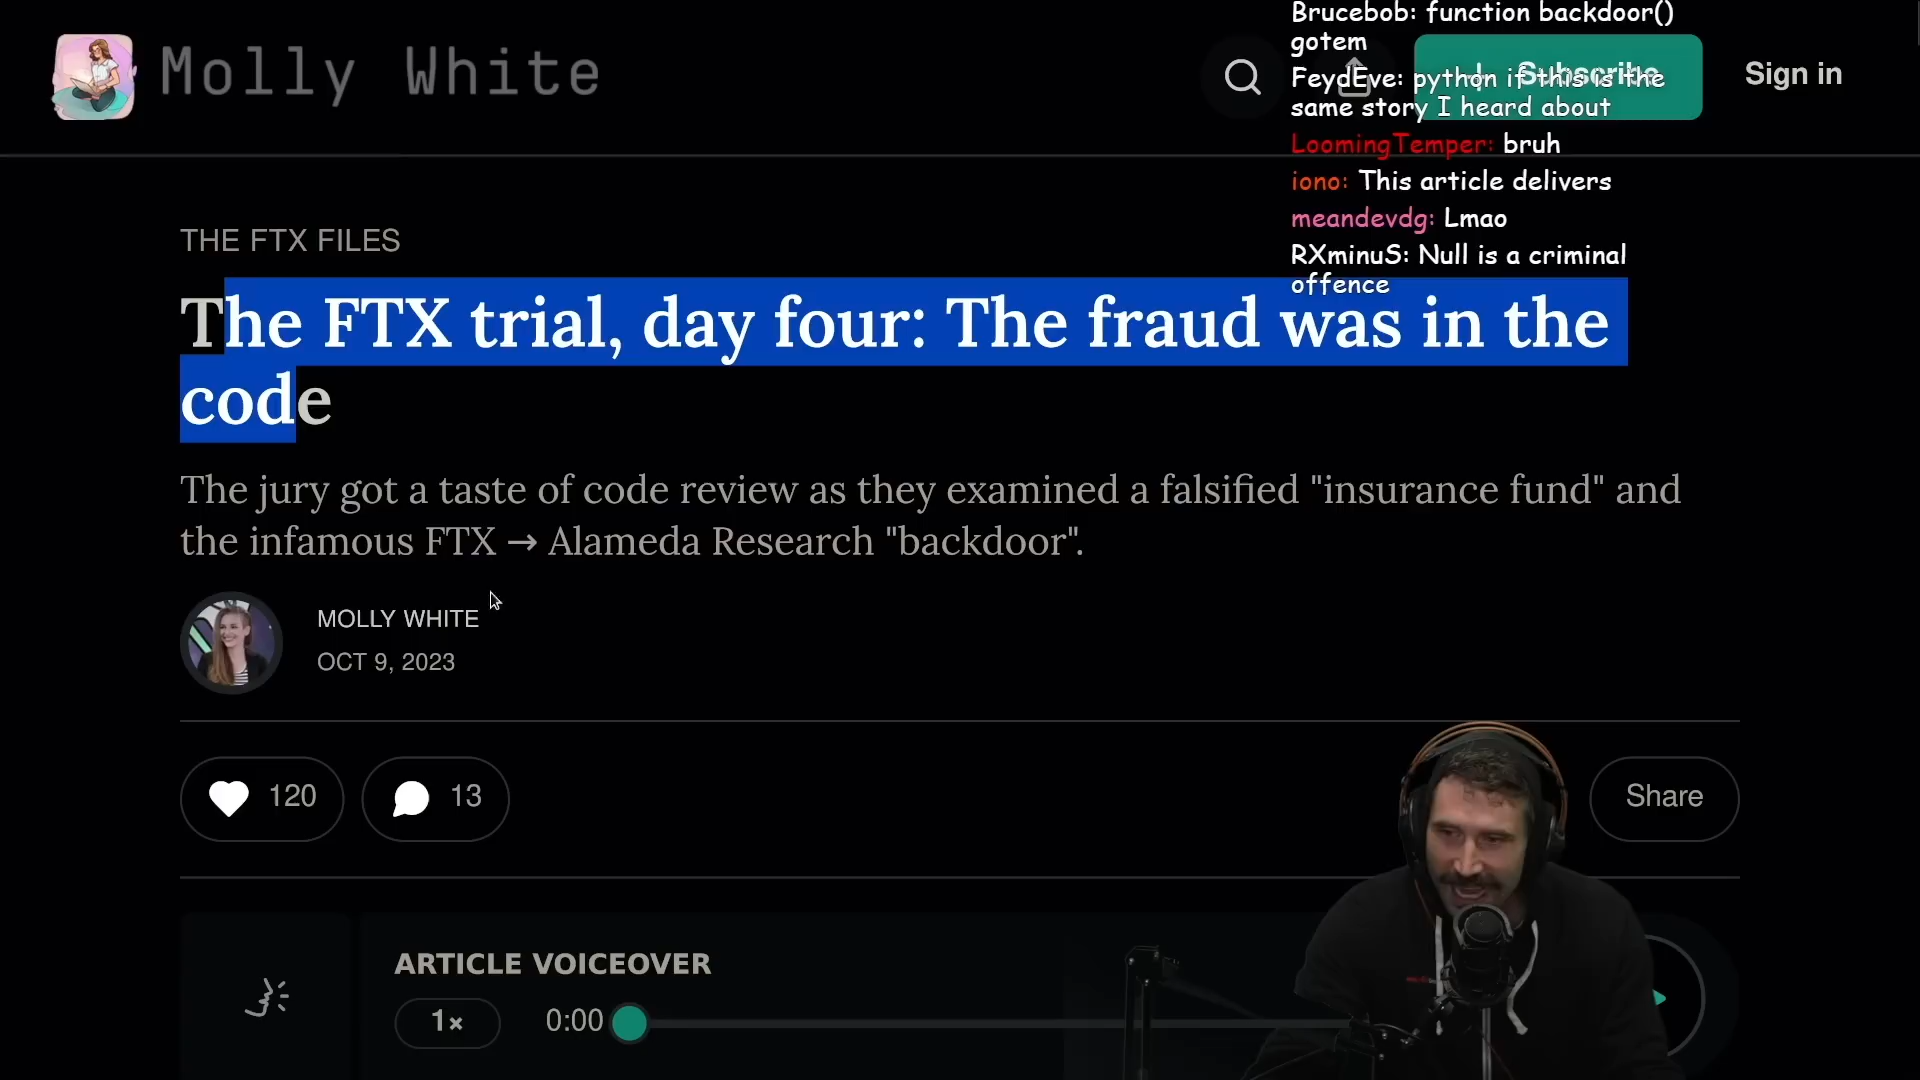 Molly White
Subscribe
Sign in
Brucebob: function backdoor()
gotem
FeydEve: python if this is the
same story I heard about
LoomingTemper: bruh
iono: This article delivers
meandevdg: Lmao
RXminuS: Null is a criminal
offence
THE FTX FILES
The FTX trial, day four: The fraud was in the
code
The jury got a taste of code review as they examined a falsified "insurance fund" and
the infamous FTX → Alameda Research "backdoor".
MOLLY WHITE
OCT 9, 2023
120
13
Share
ARTICLE VOICEOVER
1×
0:00